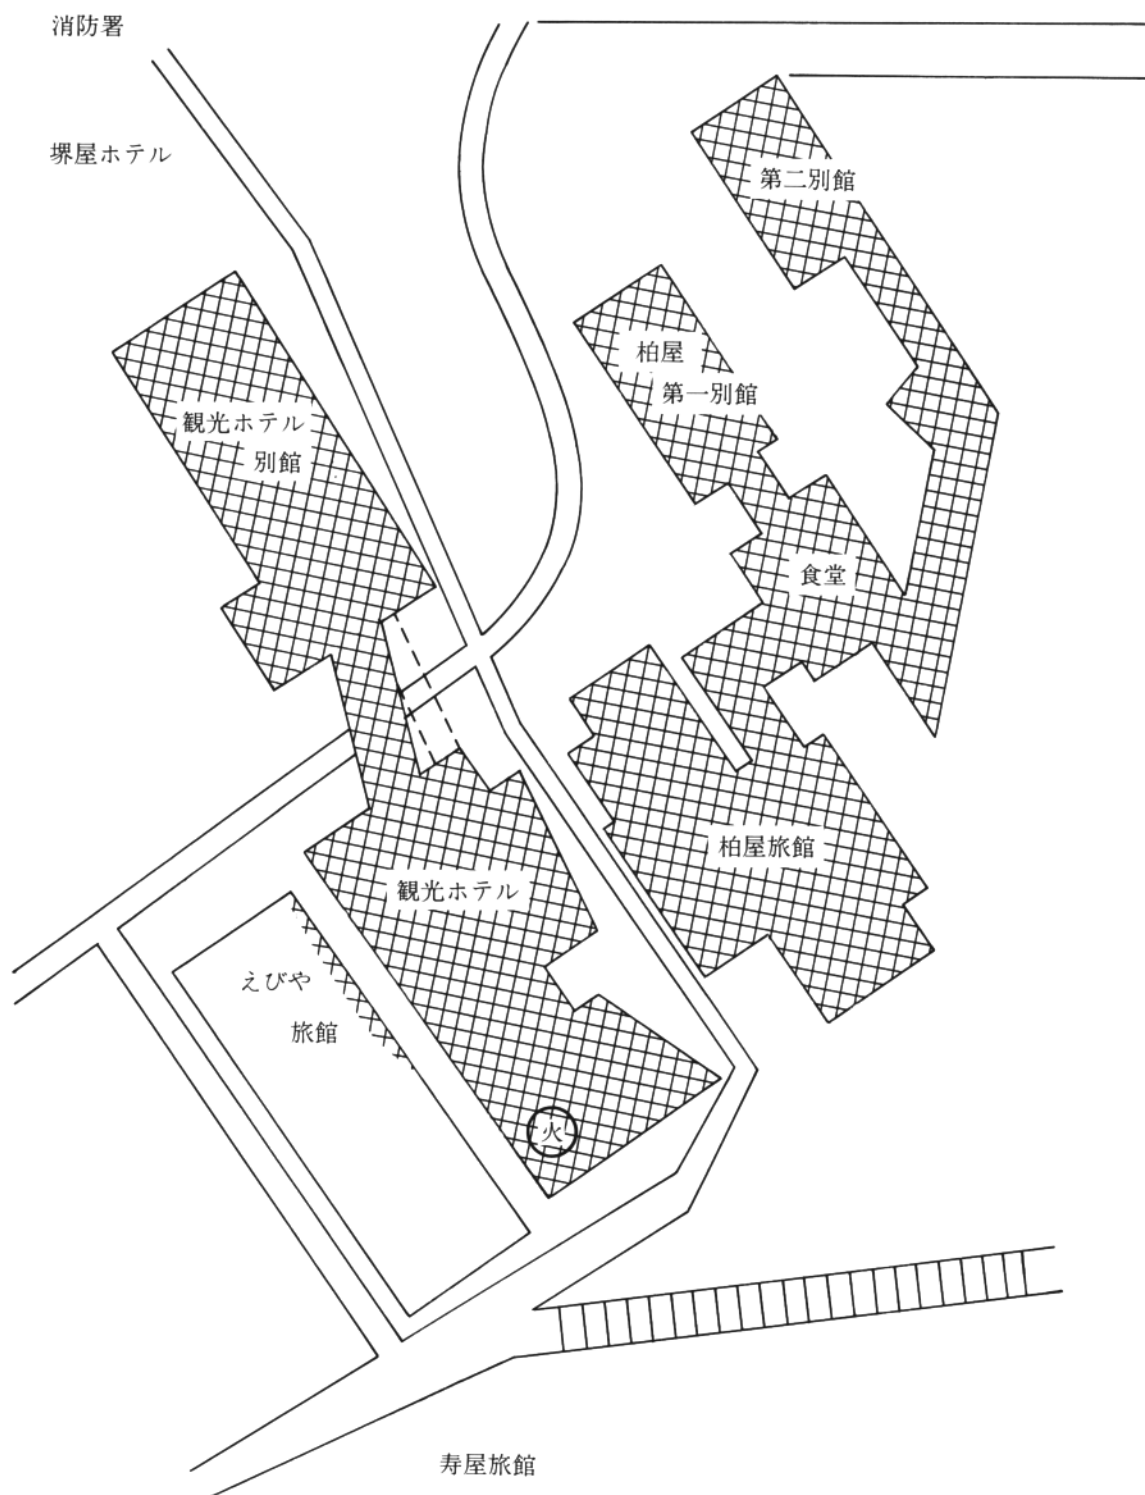 消防署
堺屋ホテル
第二別館
柏屋
第一別館
観光ホテル
別館
食堂
柏屋旅館
観光ホテル
えびや
旅館
火
寿屋旅館